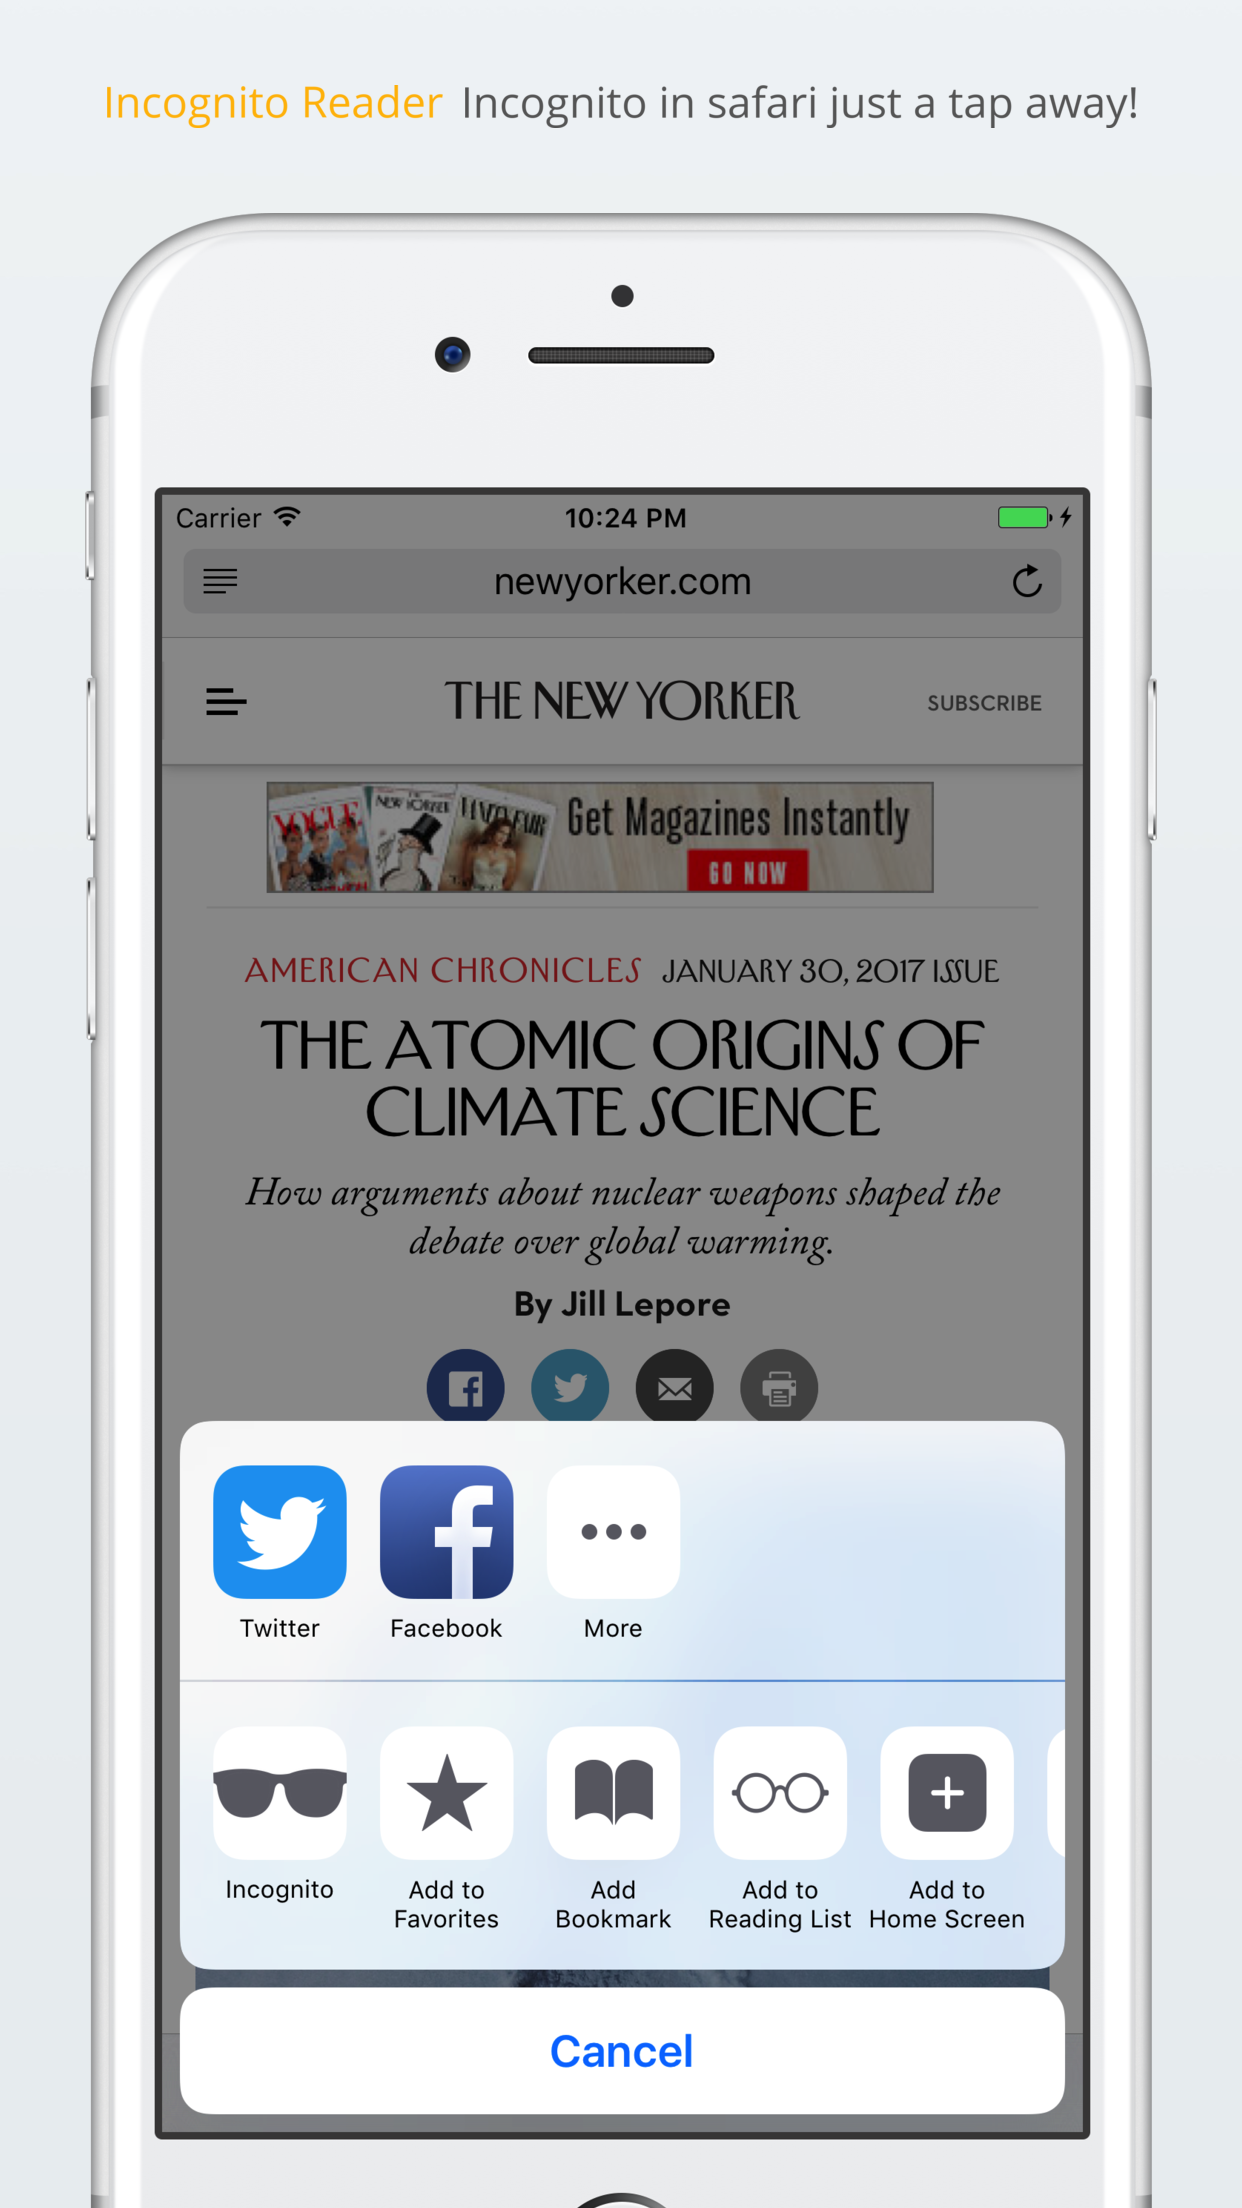 Incognito Reader Incognito in safari just a tap away!
Carrier 10:24 PM
newyorker.com
THE NEW YORKER SUBSCRIBE
VOGUE NEW YORKER VANITY FAIR Get Magazines Instantly
GO NOW
AMERICAN CHRONICLES JANUARY 30, 2017 ISSUE
THE ATOMIC ORIGINS OF
CLIMATE SCIENCE
How arguments about nuclear weapons shaped the
debate over global warming.
By Jill Lepore
Twitter Facebook More
Incognito Add to Add Add to Add to
Favorites Bookmark Reading List Home Screen
Cancel